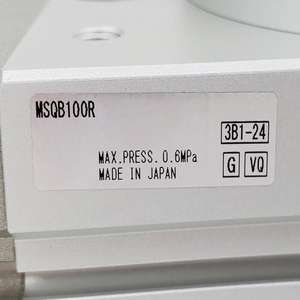 MSQB100R
3B1-24
MAX.PRESS. 0.6MPa
G VQ
MADE IN JAPAN